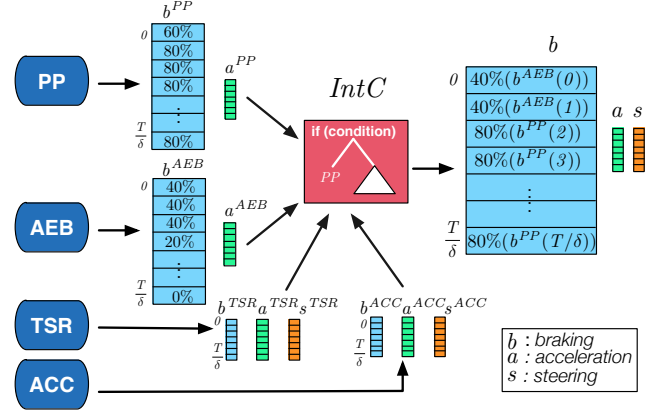 b^{PP}
0
60%
80%
80%
80%
⋮
T/δ
80%
PP
a^{PP}
IntC
if (condition)
PP
b
0
40%(b^{AEB}(0))
40%(b^{AEB}(1))
80%(b^{PP}(2))
80%(b^{PP}(3))
⋮
T/δ
80%(b^{PP}(T/δ))
a s
b^{AEB}
0
40%
40%
40%
20%
⋮
T/δ
0%
AEB
a^{AEB}
TSR
b^{TSR} a^{TSR} s^{TSR}
0
T/δ
b^{ACC} a^{ACC} s^{ACC}
0
T/δ
ACC
b : braking
a : acceleration
s : steering